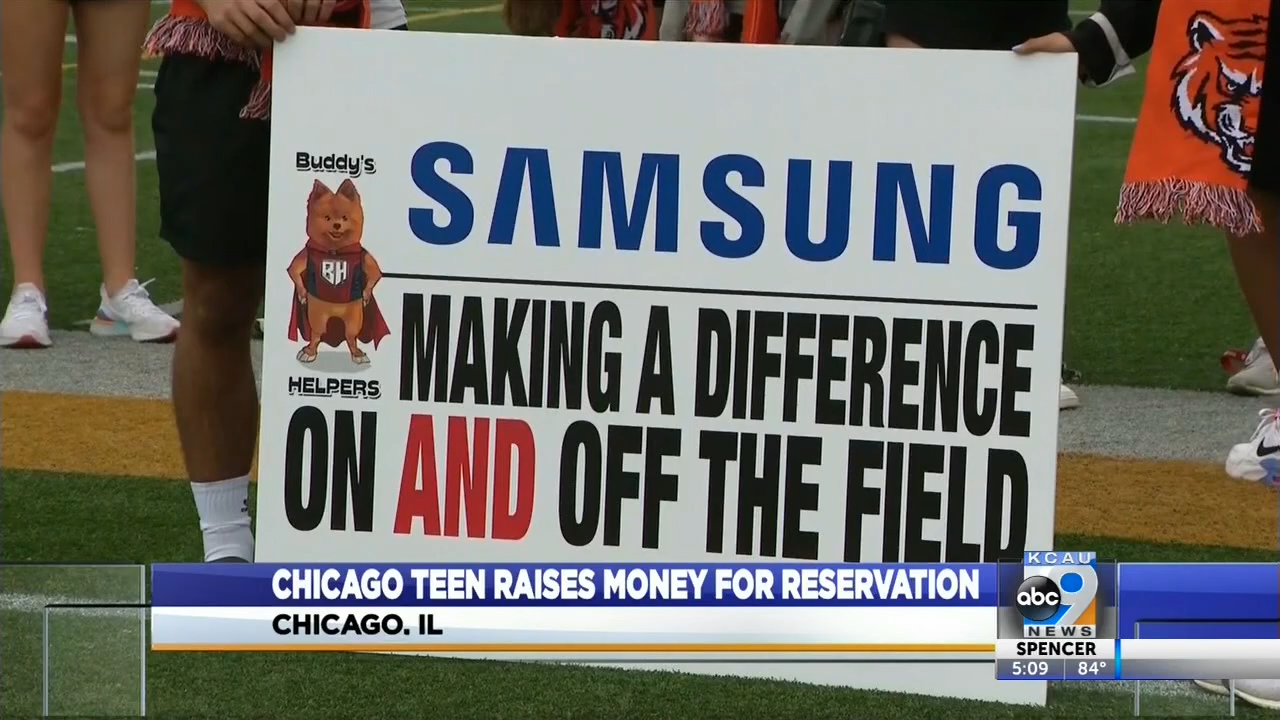 Buddy's
SAMSUNG
BH
HELPERS
MAKING A DIFFERENCE
ON AND OFF THE FIELD
CHICAGO TEEN RAISES MONEY FOR RESERVATION
CHICAGO, IL
KCAU
abc 9
NEWS
SPENCER
5:09 84°